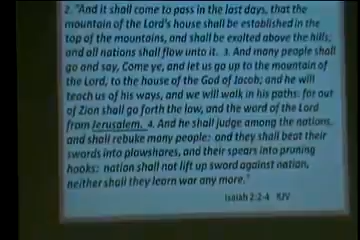 2. "And it shall come to pass in the last days, that the
mountain of the Lord's house shall be established in the
top of the mountains, and shall be exalted above the hills;
and all nations shall flow unto it. 3. And many people shall
go and say, Come ye, and let us go up to the mountain of
the Lord, to the house of the God of Jacob; and he will
teach us of his ways, and we will walk in his paths: for out
of Zion shall go forth the law, and the word of the Lord
from Jerusalem. 4. And he shall judge among the nations,
and shall rebuke many people: and they shall beat their
swords into plowshares, and their spears into pruning
hooks: nation shall not lift up sword against nation,
neither shall they learn war any more."
Isaiah 2:2-4 KJV